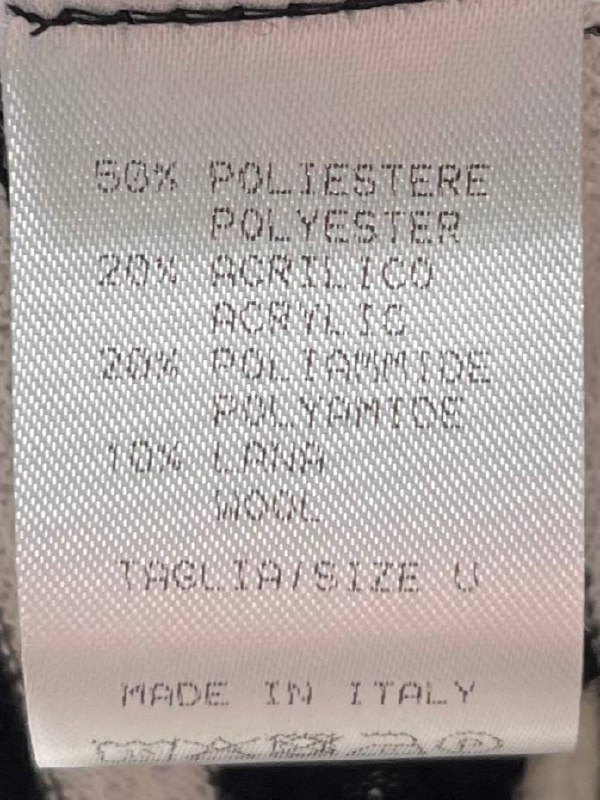 50% POLIESTERE
POLYESTER
20% ACRILICO
ACRYLIC
20% POLIAMMIDE
POLYAMIDE
10% LANA
WOOL
TAGLIA/SIZE U
MADE IN ITALY